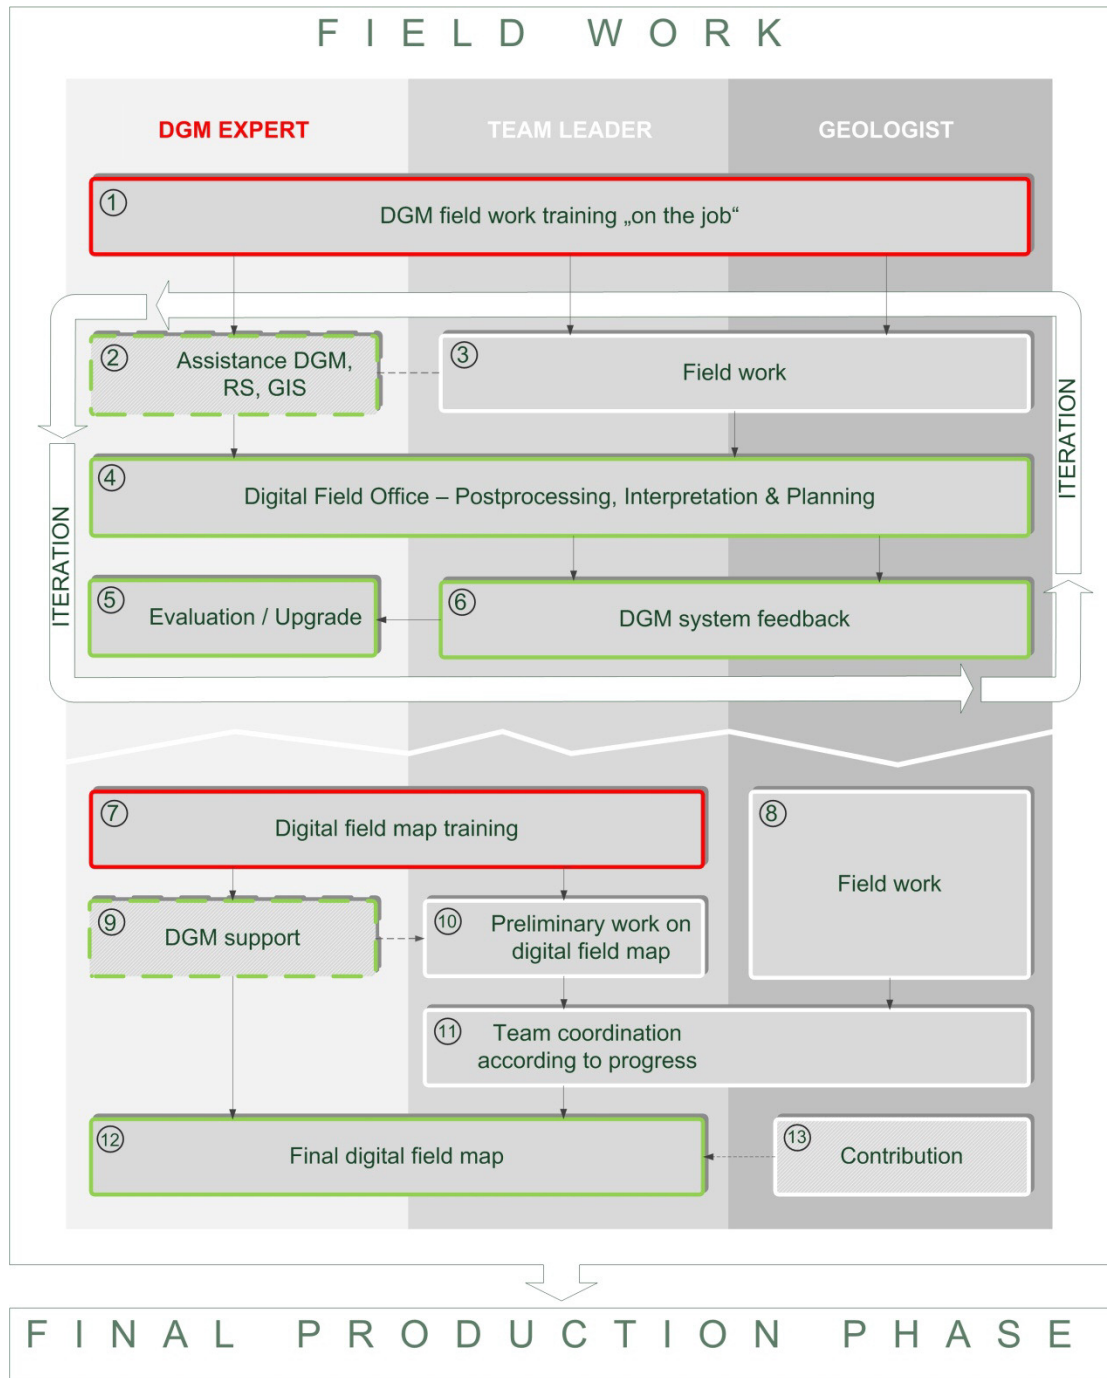 FIELD WORK
DGM EXPERT
TEAM LEADER
GEOLOGIST
1
DGM field work training „on the job“
2
Assistance DGM,
RS, GIS
3
Field work
ITERATION
4
Digital Field Office – Postprocessing, Interpretation & Planning
ITERATION
5
Evaluation / Upgrade
6
DGM system feedback
7
Digital field map training
8
Field work
9
DGM support
10
Preliminary work on
digital field map
11
Team coordination
according to progress
12
Final digital field map
13
Contribution
FINAL PRODUCTION PHASE